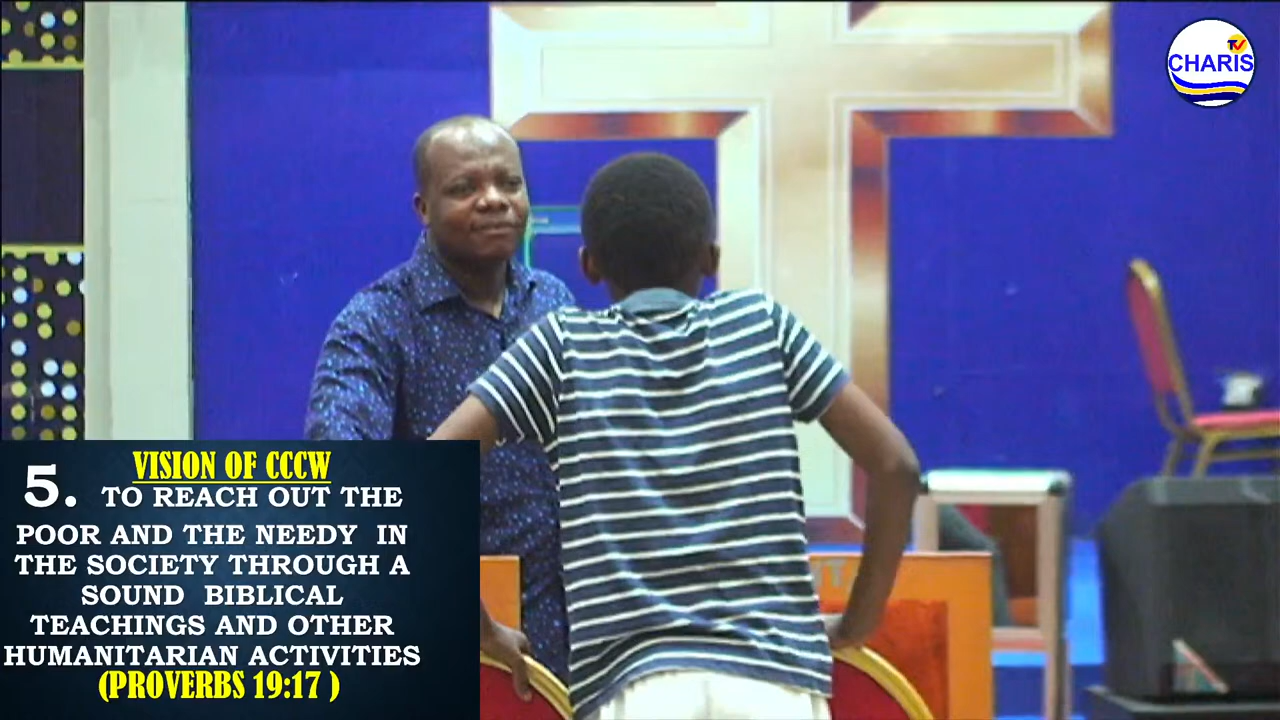 TV
CHARIS
VISION OF CCCW
5. TO REACH OUT THE
POOR AND THE NEEDY IN
THE SOCIETY THROUGH A
SOUND BIBLICAL
TEACHINGS AND OTHER
HUMANITARIAN ACTIVITIES
(PROVERBS 19:17 )